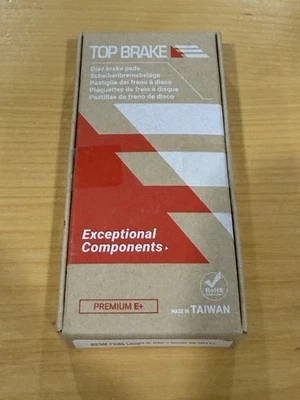 TOP BRAKE
Disc brake pads
Scheibenbremsbeläge
Pastiglie del freno a disco
Plaquettes de frein à disque
Pastillas de freno de disco
Exceptional
Components
RoHS
PREMIUM E+
MADE IN TAIWAN